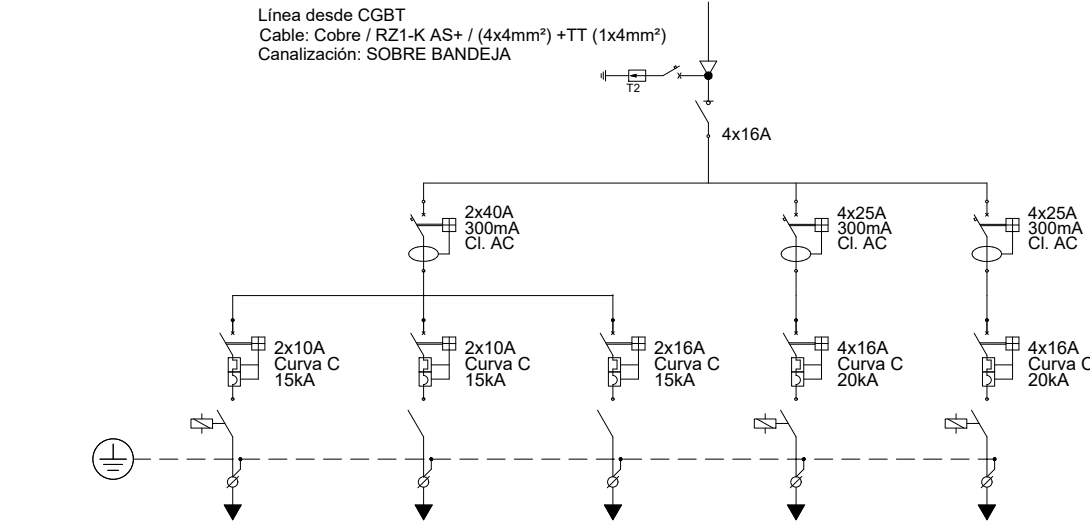 Línea desde CGBT
Cable: Cobre / RZ1-K AS+ / (4x4mm²) +TT (1x4mm²)
Canalización: SOBRE BANDEJA
T2
4x16A
2x40A
300mA
Cl. AC
4x25A
300mA
Cl. AC
4x25A
300mA
Cl. AC
2x10A
Curva C
15kA
2x10A
Curva C
15kA
2x16A
Curva C
15kA
4x16A
Curva C
20kA
4x16A
Curva C
20kA